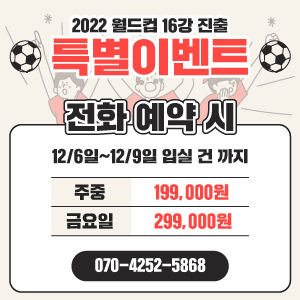 2022 월드컵 16강 진출
특별이벤트
전화 예약 시
12/6일~12/9일 입실 건 까지
주중 199,000원
금요일 299,000원
070-4252-5868